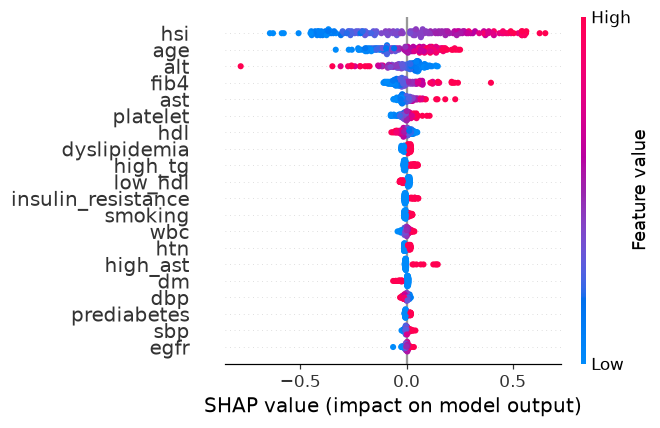 High
hsi
age
alt
fib4
ast
platelet
hdl
dyslipidemia
high_tg
low_hdl
insulin_resistance
smoking
wbc
htn
high_ast
dm
dbp
prediabetes
sbp
egfr
Low
Feature value
−0.5
0.0
0.5
SHAP value (impact on model output)